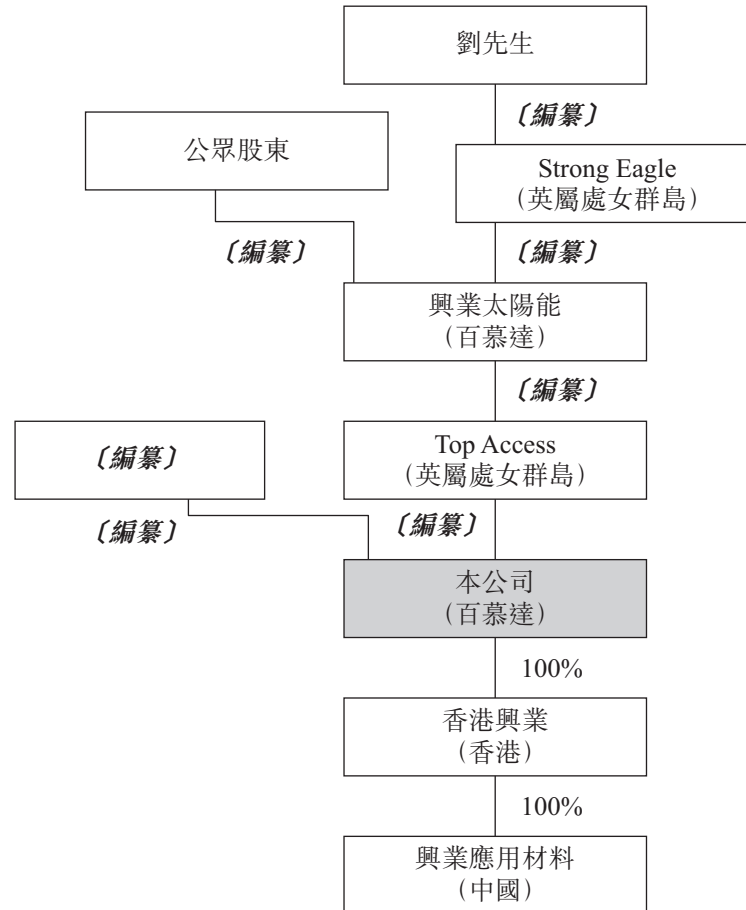 劉先生
〔編纂〕
公眾股東
Strong Eagle
（英屬處女群島）
〔編纂〕
〔編纂〕
興業太陽能
（百慕達）
〔編纂〕
〔編纂〕
Top Access
（英屬處女群島）
〔編纂〕
〔編纂〕
本公司
（百慕達）
100%
香港興業
（香港）
100%
興業應用材料
（中國）